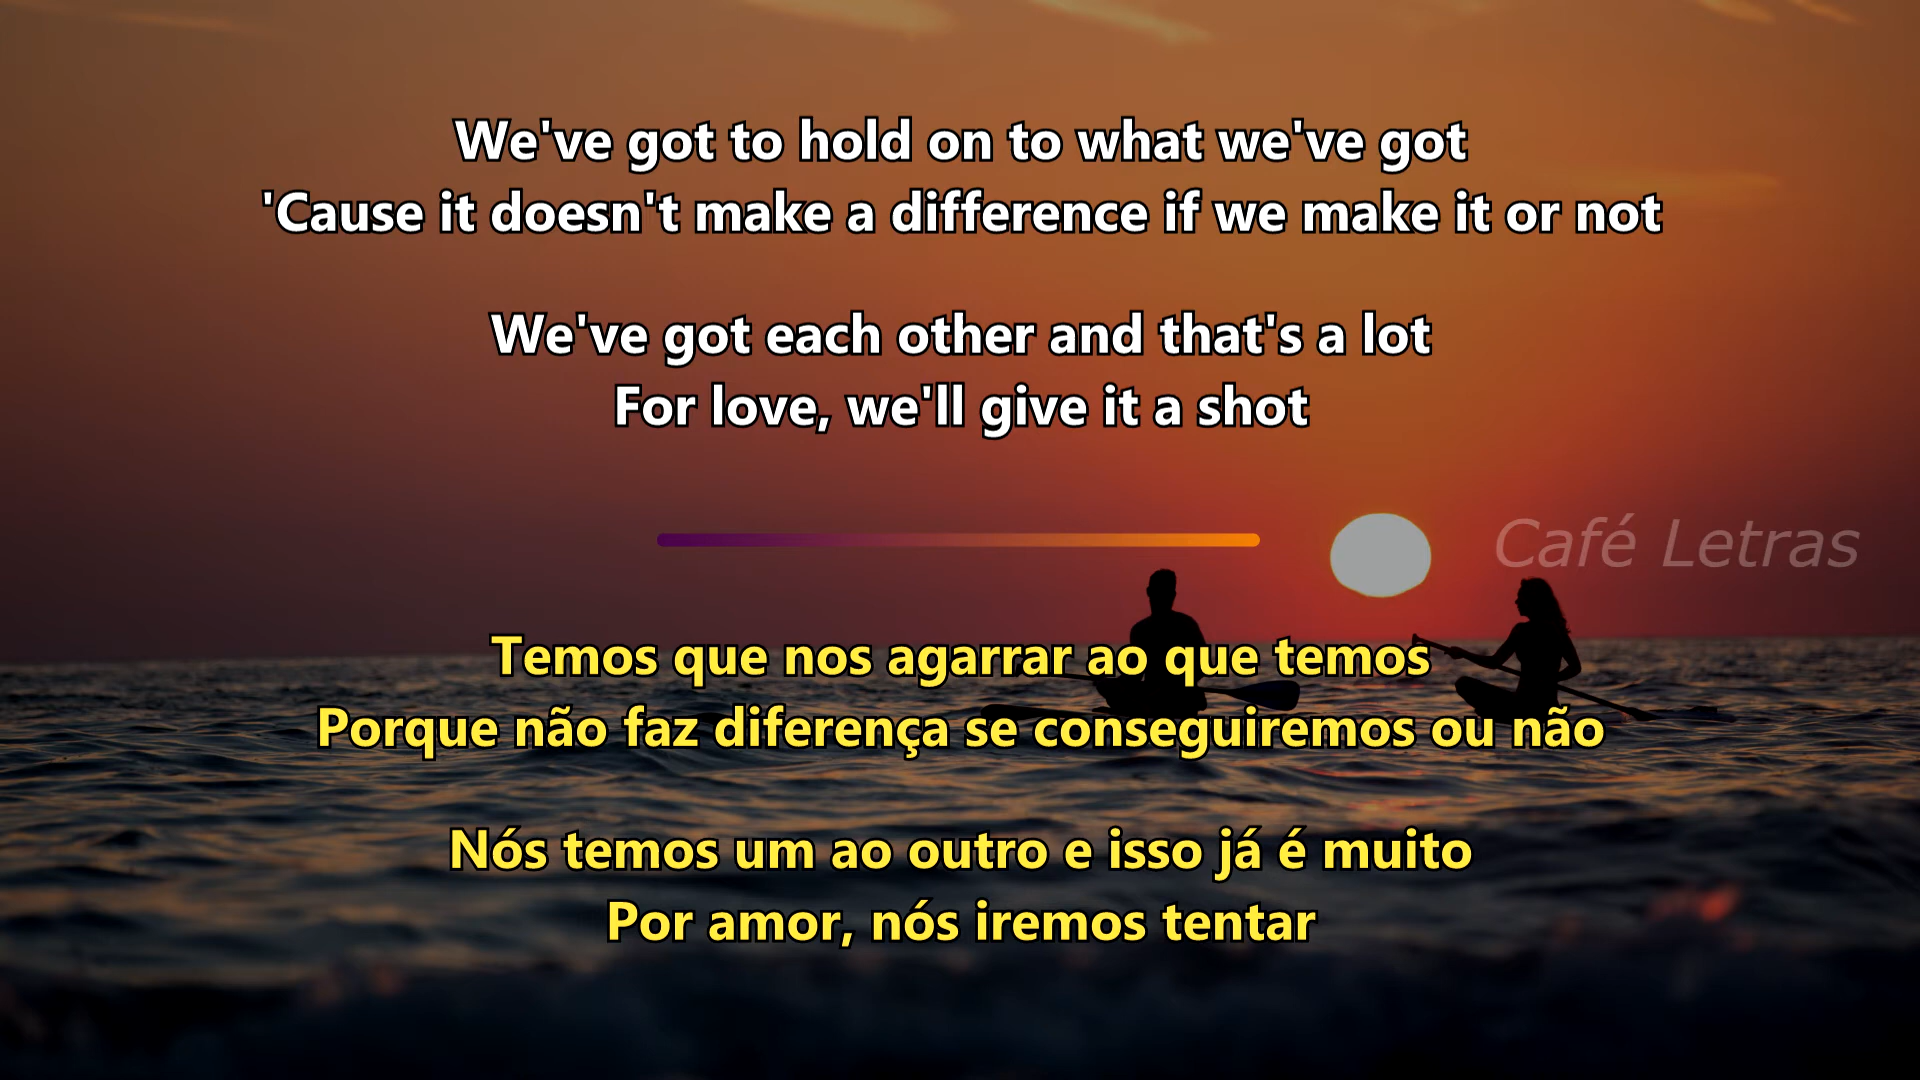 We've got to hold on to what we've got
'Cause it doesn't make a difference if we make it or not
We've got each other and that's a lot
For love, we'll give it a shot
Café Letras
Temos que nos agarrar ao que temos
Porque não faz diferença se conseguiremos ou não
Nós temos um ao outro e isso já é muito
Por amor, nós iremos tentar